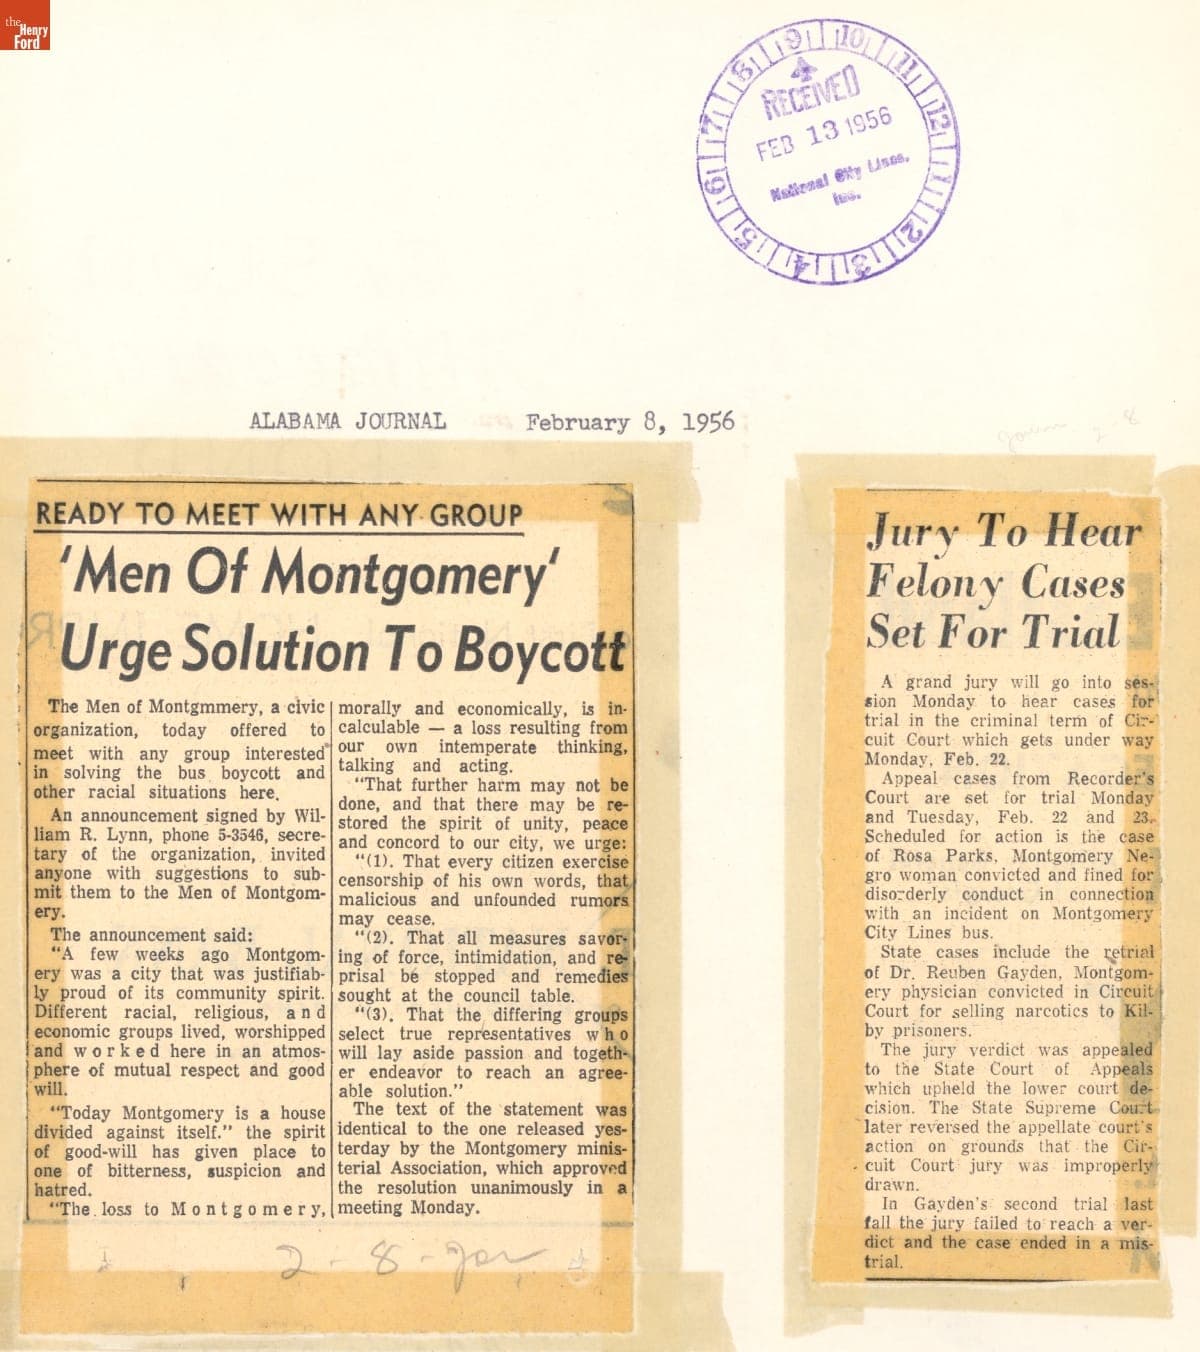 the
Henry
Ford
9 10 11 12 1 2 3 4 5 6 7 8
RECEIVED
FEB 13 1956
National City Lines,
Inc.
ALABAMA JOURNAL February 8, 1956
2-8
READY TO MEET WITH ANY GROUP
'Men Of Montgomery'
Urge Solution To Boycott
The Men of Montgmmery, a civic
organization, today offered to
meet with any group interested
in solving the bus boycott and
other racial situations here.
An announcement signed by Wil-
liam R. Lynn, phone 5-3546, secre-
tary of the organization, invited
anyone with suggestions to sub-
mit them to the Men of Montgom-
ery.
The announcement said:
"A few weeks ago Montgom-
ery was a city that was justifiab-
ly proud of its community spirit.
Different racial, religious, and
economic groups lived, worshipped
and worked here in an atmos-
phere of mutual respect and good
will.
"Today Montgomery is a house
divided against itself." the spirit
of good-will has given place to
one of bitterness, suspicion and
hatred.
"The loss to Montgomery,
morally and economically, is in-
calculable — a loss resulting from
our own intemperate thinking,
talking and acting.
"That further harm may not be
done, and that there may be re-
stored the spirit of unity, peace
and concord to our city, we urge:
"(1). That every citizen exercise
censorship of his own words, that
malicious and unfounded rumors
may cease.
"(2). That all measures savor-
ing of force, intimidation, and re-
prisal be stopped and remedies
sought at the council table.
"(3). That the differing groups
select true representatives who
will lay aside passion and togeth-
er endeavor to reach an agree-
able solution."
The text of the statement was
identical to the one released yes-
terday by the Montgomery minis-
terial Association, which approved
the resolution unanimously in a
meeting Monday.
2-8-Jor
Jury To Hear
Felony Cases
Set For Trial
A grand jury will go into ses-
sion Monday to hear cases for
trial in the criminal term of Cir-
cuit Court which gets under way
Monday, Feb. 22.
Appeal cases from Recorder's
Court are set for trial Monday
and Tuesday, Feb. 22 and 23.
Scheduled for action is the case
of Rosa Parks, Montgomery Ne-
gro woman convicted and fined for
disorderly conduct in connection
with an incident on Montgomery
City Lines bus.
State cases include the retrial
of Dr. Reuben Gayden, Montgom-
ery physician convicted in Circuit
Court for selling narcotics to Kil-
by prisoners.
The jury verdict was appealed
to the State Court of Appeals
which upheld the lower court de-
cision. The State Supreme Court
later reversed the appellate court's
action on grounds that the Cir-
cuit Court jury was improperly
drawn.
In Gayden's second trial last
fall the jury failed to reach a ver-
dict and the case ended in a mis-
trial.